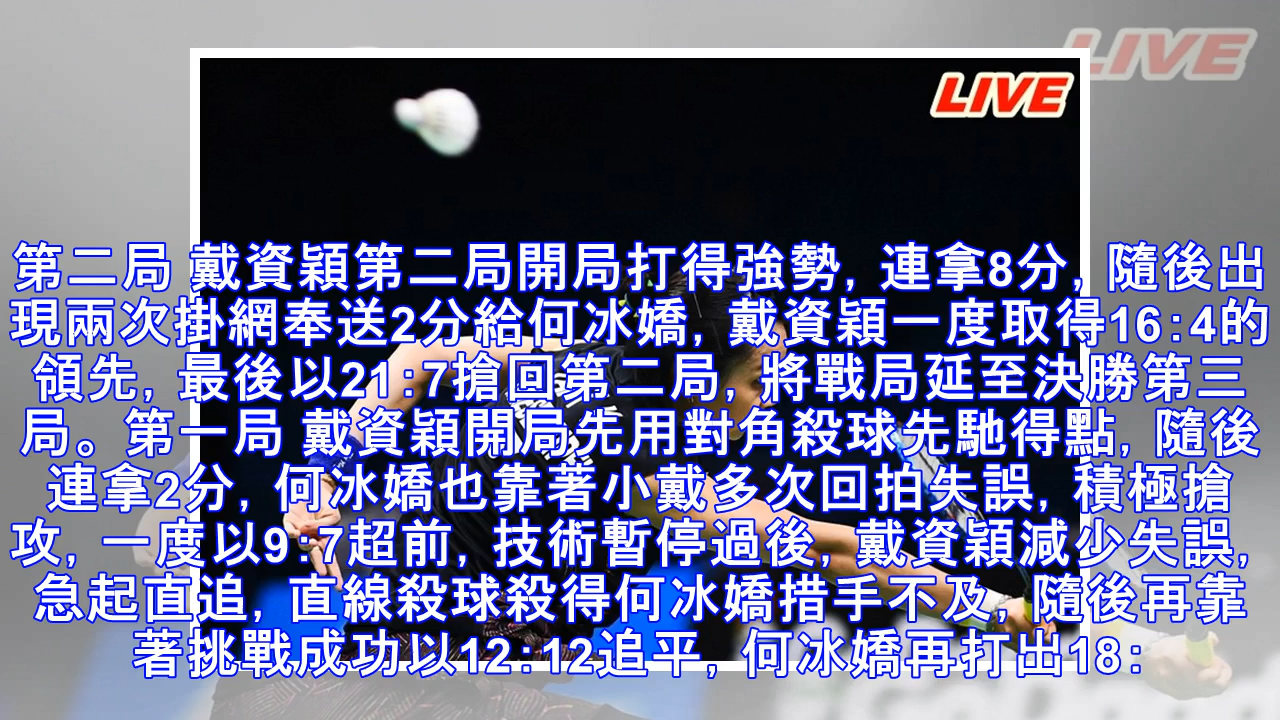 LIVE
LIVE
第二局 戴資穎第二局開局打得強勢, 連拿8分, 隨後出
現兩次掛網奉送2分給何冰嬌, 戴資穎一度取得16:4的
領先, 最後以21:7搶回第二局, 將戰局延至決勝第三
局。第一局 戴資穎開局先用對角殺球先馳得點, 隨後
連拿2分, 何冰嬌也靠著小戴多次回拍失誤, 積極搶
攻, 一度以9:7超前, 技術暫停過後, 戴資穎減少失誤,
急起直追, 直線殺球殺得何冰嬌措手不及, 隨後再靠
著挑戰成功以12:12追平, 何冰嬌再打出18: